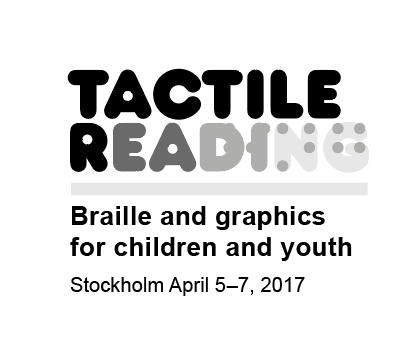 TACTILE
READING
Braille and graphics
for children and youth
Stockholm April 5–7, 2017